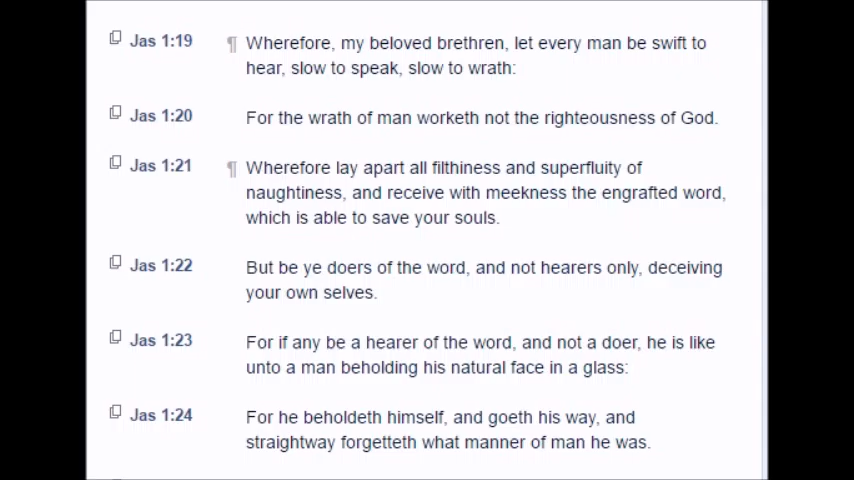 Jas 1:19 ¶ Wherefore, my beloved brethren, let every man be swift to
hear, slow to speak, slow to wrath:
Jas 1:20 For the wrath of man worketh not the righteousness of God.
Jas 1:21 ¶ Wherefore lay apart all filthiness and superfluity of
naughtiness, and receive with meekness the engrafted word,
which is able to save your souls.
Jas 1:22 But be ye doers of the word, and not hearers only, deceiving
your own selves.
Jas 1:23 For if any be a hearer of the word, and not a doer, he is like
unto a man beholding his natural face in a glass:
Jas 1:24 For he beholdeth himself, and goeth his way, and
straightway forgetteth what manner of man he was.